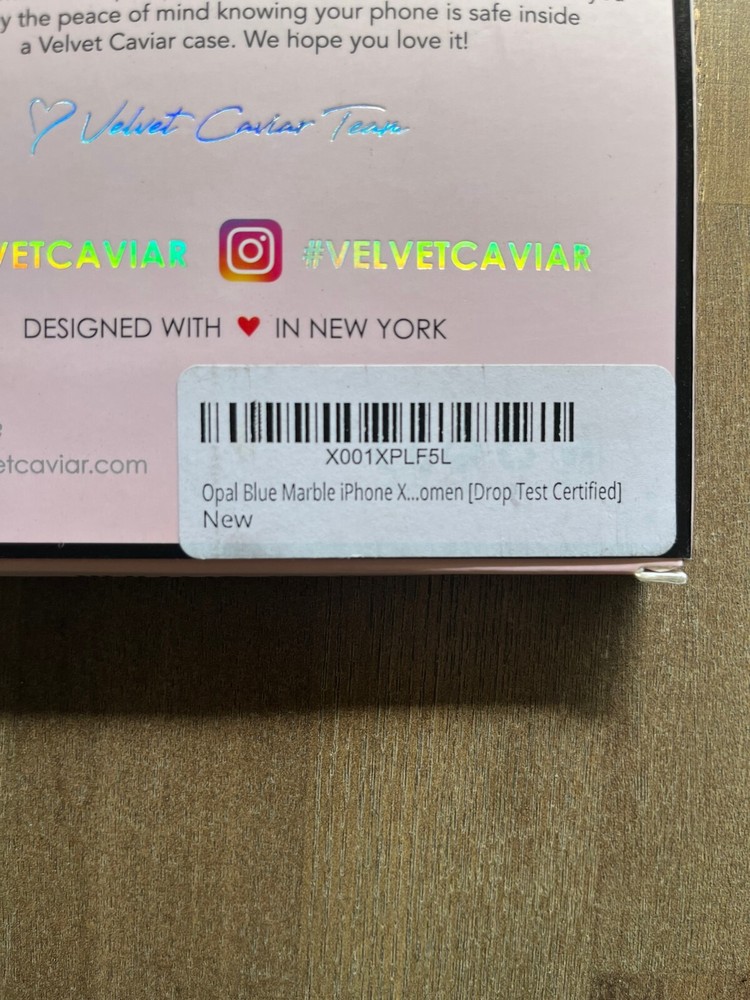 y the peace of mind knowing your phone is safe inside
a Velvet Caviar case. We hope you love it!
Velvet Caviar Team
VETCAVIAR #VELVETCAVIAR
DESIGNED WITH ♥ IN NEW YORK
etcaviar.com
X001XPLF5L
Opal Blue Marble iPhone X...omen [Drop Test Certified]
New